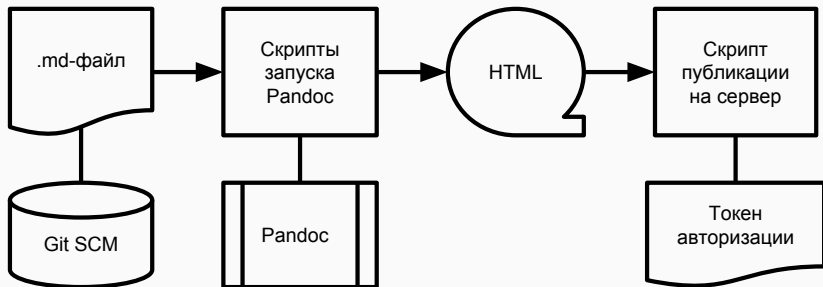 .md-файл
Скрипты
запуска
Pandoc
HTML
Скрипт
публикации
на сервер
Git SCM
Pandoc
Токен
авторизации